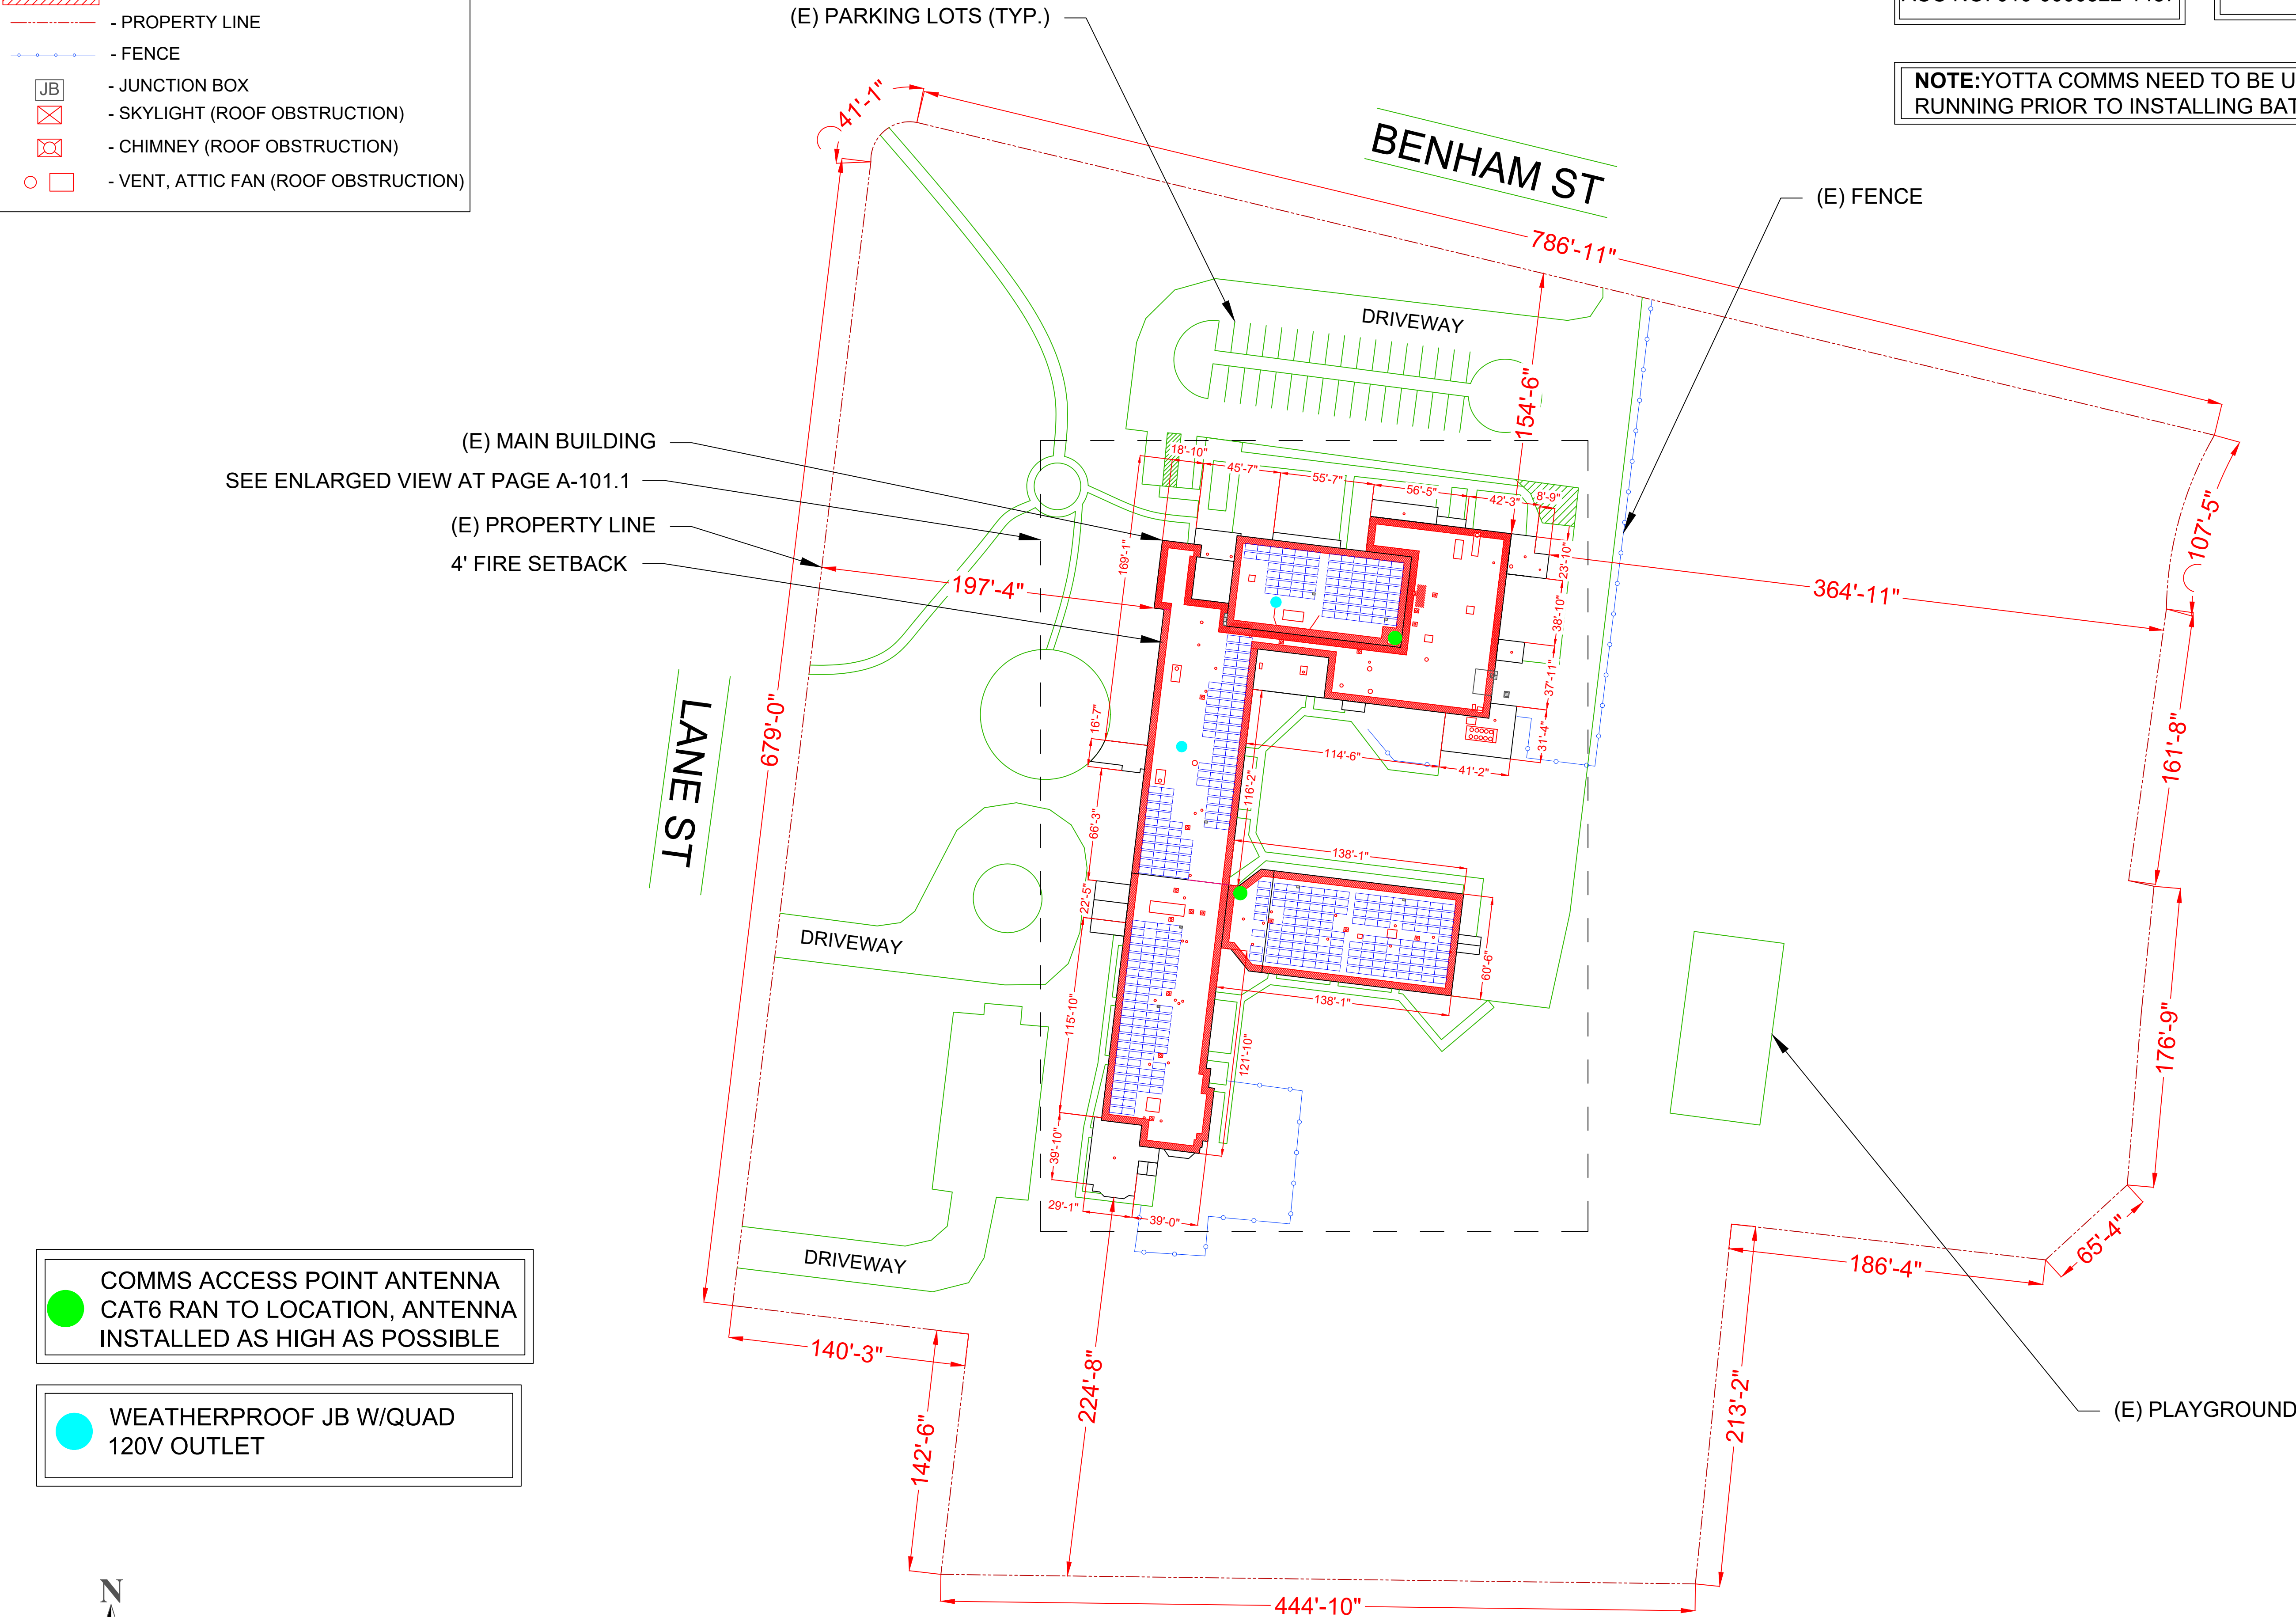 - PROPERTY LINE
- FENCE
JB - JUNCTION BOX
- SKYLIGHT (ROOF OBSTRUCTION)
- CHIMNEY (ROOF OBSTRUCTION)
- VENT, ATTIC FAN (ROOF OBSTRUCTION)
(E) PARKING LOTS (TYP.)
NOTE:YOTTA COMMS NEED TO BE
RUNNING PRIOR TO INSTALLING
41'-1"
BENHAM ST
786'-11"
(E) FENCE
DRIVEWAY
154'-6"
(E) MAIN BUILDING
SEE ENLARGED VIEW AT PAGE A-101.1
(E) PROPERTY LINE
4' FIRE SETBACK
18'-10"
45'-7"
55'-7"
56'-5"
42'-3"
8'-9"
107'-5"
169'-1"
23'-10"
197'-4"
364'-11"
38'-10"
37'-11"
LANE ST
679'-0"
16'-7"
31'-4"
114'-6"
41'-2"
161'-8"
116'-2"
66'-3"
138'-1"
22'-5"
DRIVEWAY
60'-6"
138'-1"
115'-10"
121'-10"
176'-9"
39'-10"
29'-1"
39'-0"
65'-4"
186'-4"
DRIVEWAY
COMMS ACCESS POINT ANTENNA
CAT6 RAN TO LOCATION, ANTENNA
INSTALLED AS HIGH AS POSSIBLE
140'-3"
224'-8"
213'-2"
(E) PLAYGROUND
WEATHERPROOF JB W/QUAD
120V OUTLET
142'-6"
N
444'-10"